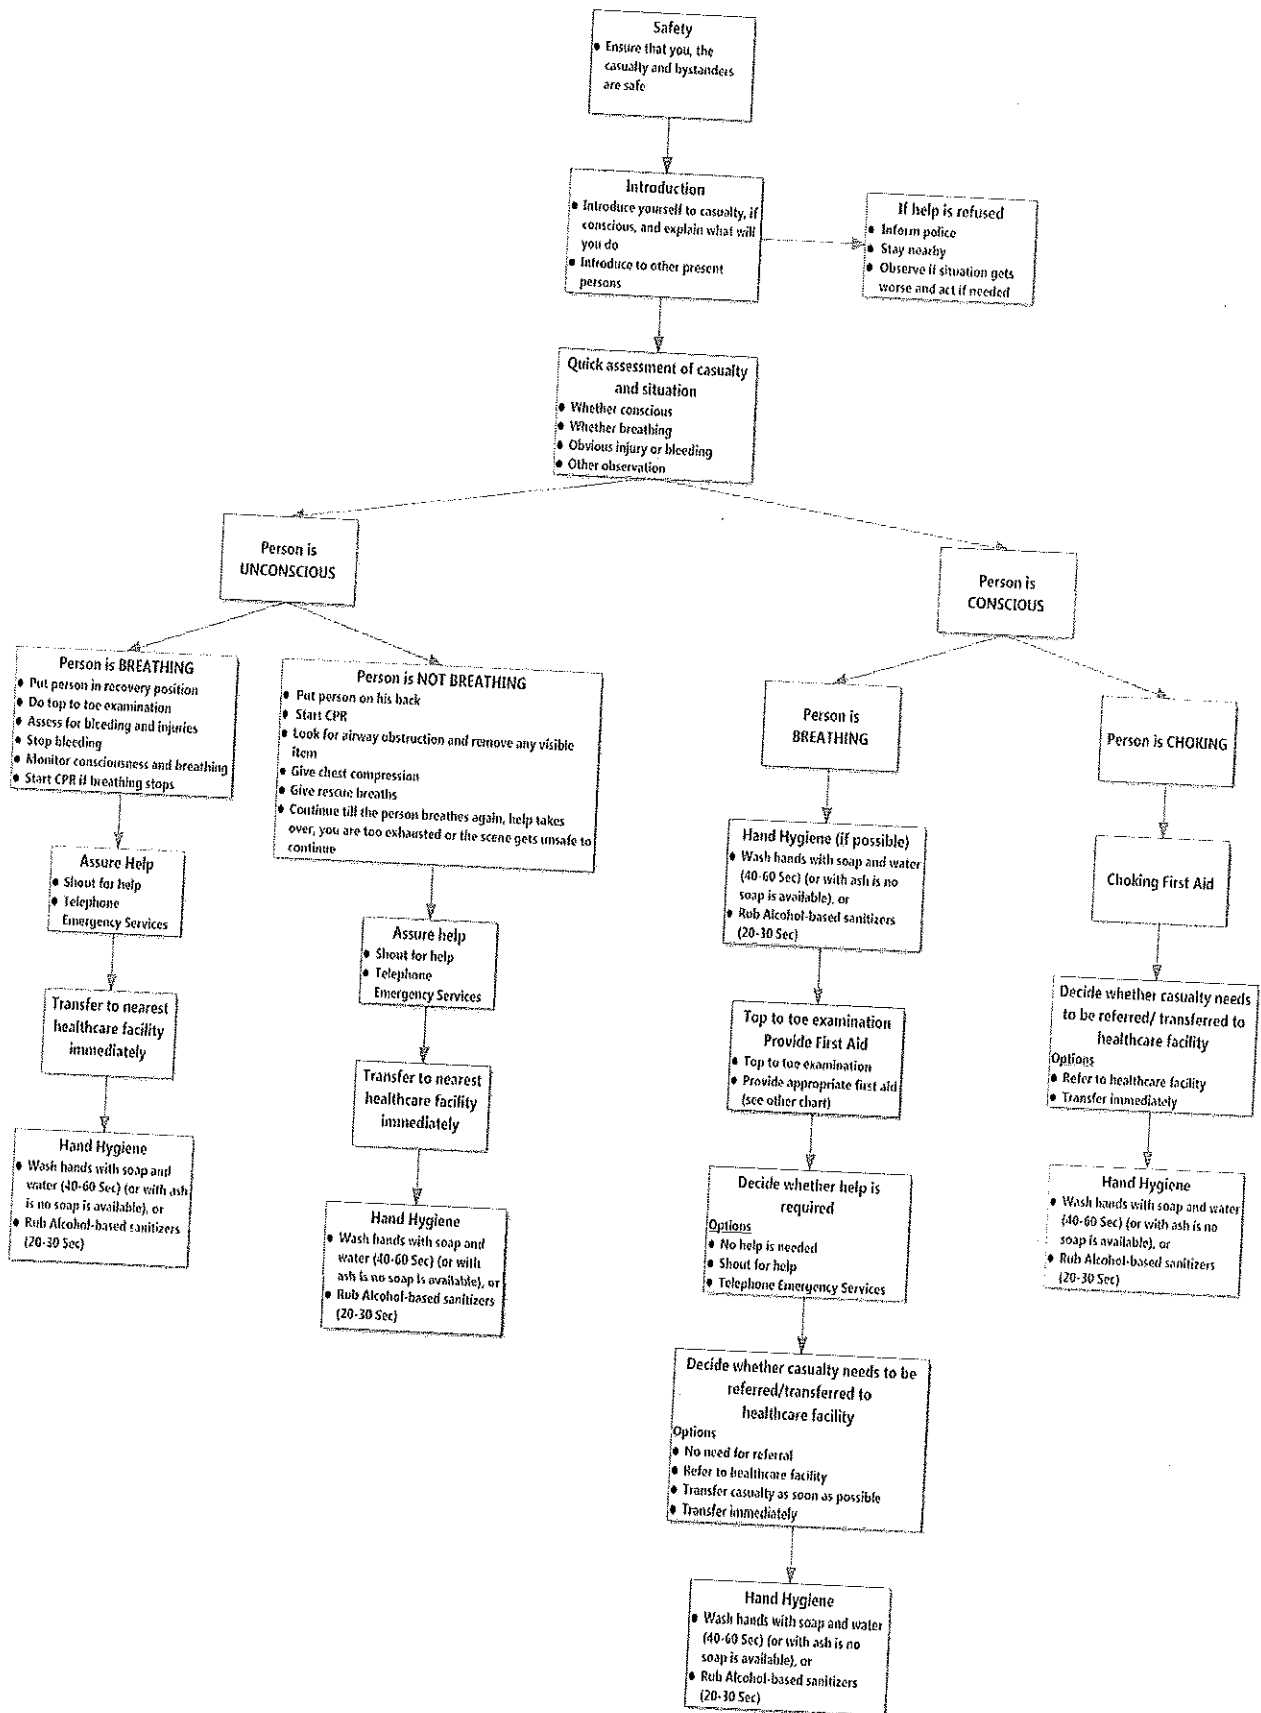 Safety
● Ensure that you, the
casualty and bystanders
are safe
Introduction
● Introduce yourself to casualty, if
conscious, and explain what will
you do
● Introduce to other present
persons
If help is refused
● Inform police
● Stay nearby
● Observe if situation gets
worse and act if needed
Quick assessment of casualty
and situation
● Whether conscious
● Whether breathing
● Obvious injury or bleeding
● Other observation
Person is
UNCONSCIOUS
Person is
CONSCIOUS
Person is BREATHING
● Put person in recovery position
● Do top to toe examination
● Assess for bleeding and injuries
● Stop bleeding
● Monitor consciousness and breathing
● Start CPR if breathing stops
Assure Help
● Shout for help
● Telephone
Emergency Services
Transfer to nearest
healthcare facility
immediately
Hand Hygiene
● Wash hands with soap and
water (40-60 Sec) (or with ash
is no soap is available), or
● Rub Alcohol-based sanitizers
(20-30 Sec)
Person is NOT BREATHING
● Put person on his back
● Start CPR
● Look for airway obstruction and remove any visible
item
● Give chest compression
● Give rescue breaths
● Continue till the person breathes again, help takes
over, you are too exhausted or the scene gets unsafe to
continue
Assure help
● Shout for help
● Telephone
Emergency Services
Transfer to nearest
healthcare facility
immediately
Hand Hygiene
● Wash hands with soap and
water (40-60 Sec) (or with
ash is no soap is available), or
● Rub Alcohol-based sanitizers
(20-30 Sec)
Person is
BREATHING
Hand Hygiene (if possible)
● Wash hands with soap and water
(40-60 Sec) (or with ash is no
soap is available), or
● Rub Alcohol-based sanitizers
(20-30 Sec)
Top to toe examination
Provide First Aid
● Top to toe examination
● Provide appropriate first aid
(see other chart)
Decide whether help is
required
Options
● No help is needed
● Shout for help
● Telephone Emergency Services
Decide whether casualty needs to be
referred/transferred to
healthcare facility
Options
● No need for referral
● Refer to healthcare facility
● Transfer casualty as soon as possible
● Transfer immediately
Hand Hygiene
● Wash hands with soap and water
(40-60 Sec) (or with ash is no
soap is available), or
● Rub Alcohol-based sanitizers
(20-30 Sec)
Person is CHOKING
Choking First Aid
Decide whether casualty needs
to be referred/ transferred to
healthcare facility
Options
● Refer to healthcare facility
● Transfer immediately
Hand Hygiene
● Wash hands with soap and water
(40-60 Sec) (or with ash is no
soap is available), or
● Rub Alcohol-based sanitizers
(20-30 Sec)